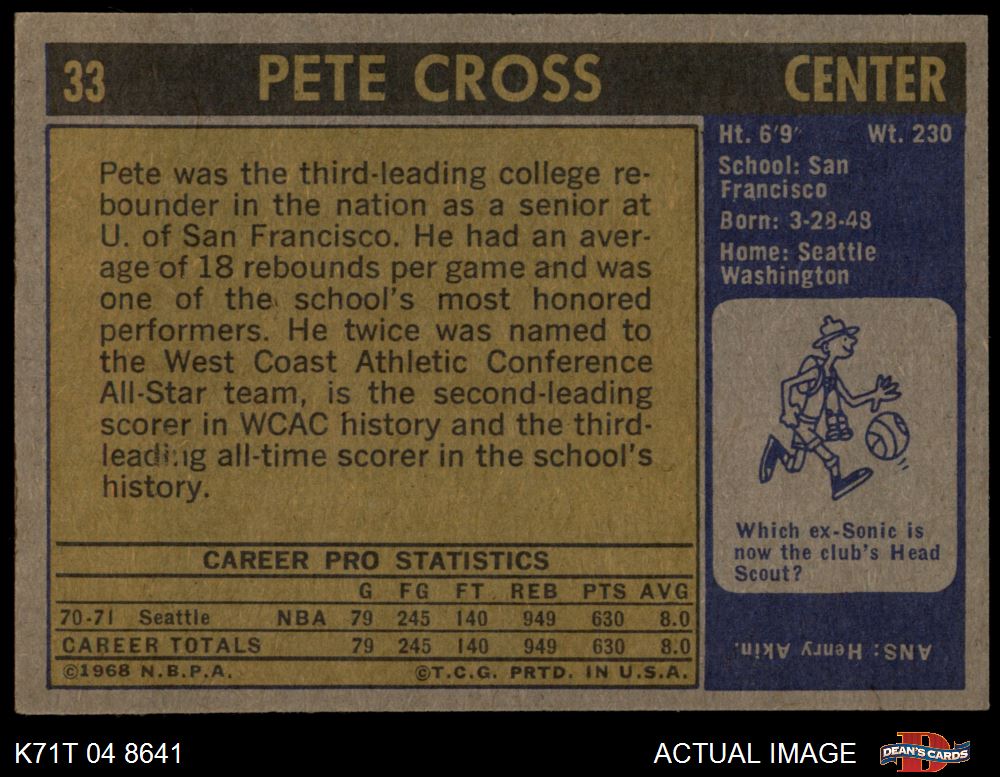 33 PETE CROSS CENTER
Pete was the third-leading college re-
bounder in the nation as a senior at
U. of San Francisco. He had an aver-
age of 18 rebounds per game and was
one of the school's most honored
performers. He twice was named to
the West Coast Athletic Conference
All-Star team, is the second-leading
scorer in WCAC history and the third-
leading all-time scorer in the school's
history.
CAREER PRO STATISTICS
G FG FT REB PTS AVG
70-71 Seattle NBA 79 245 140 949 630 8.0
CAREER TOTALS 79 245 140 949 630 8.0
©1968 N.B.P.A. ©T.C.G. PRTD. IN U.S.A.
Ht. 6'9" Wt. 230
School: San
Francisco
Born: 3-28-48
Home: Seattle
Washington
Which ex-Sonic is
now the club's Head
Scout?
ANS: Henry Akin.
K71T 04 8641 ACTUAL IMAGE
D
DEAN'S CARDS